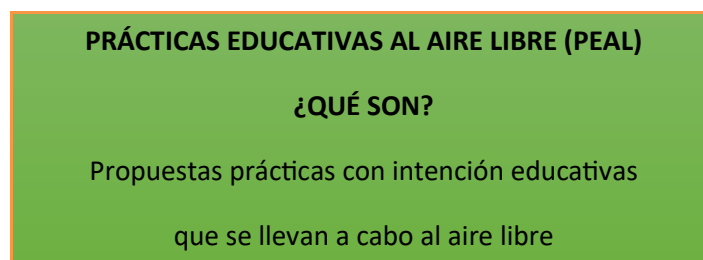 PRÁCTICAS EDUCATIVAS AL AIRE LIBRE (PEAL)
¿QUÉ SON?
Propuestas prácticas con intención educativas
que se llevan a cabo al aire libre